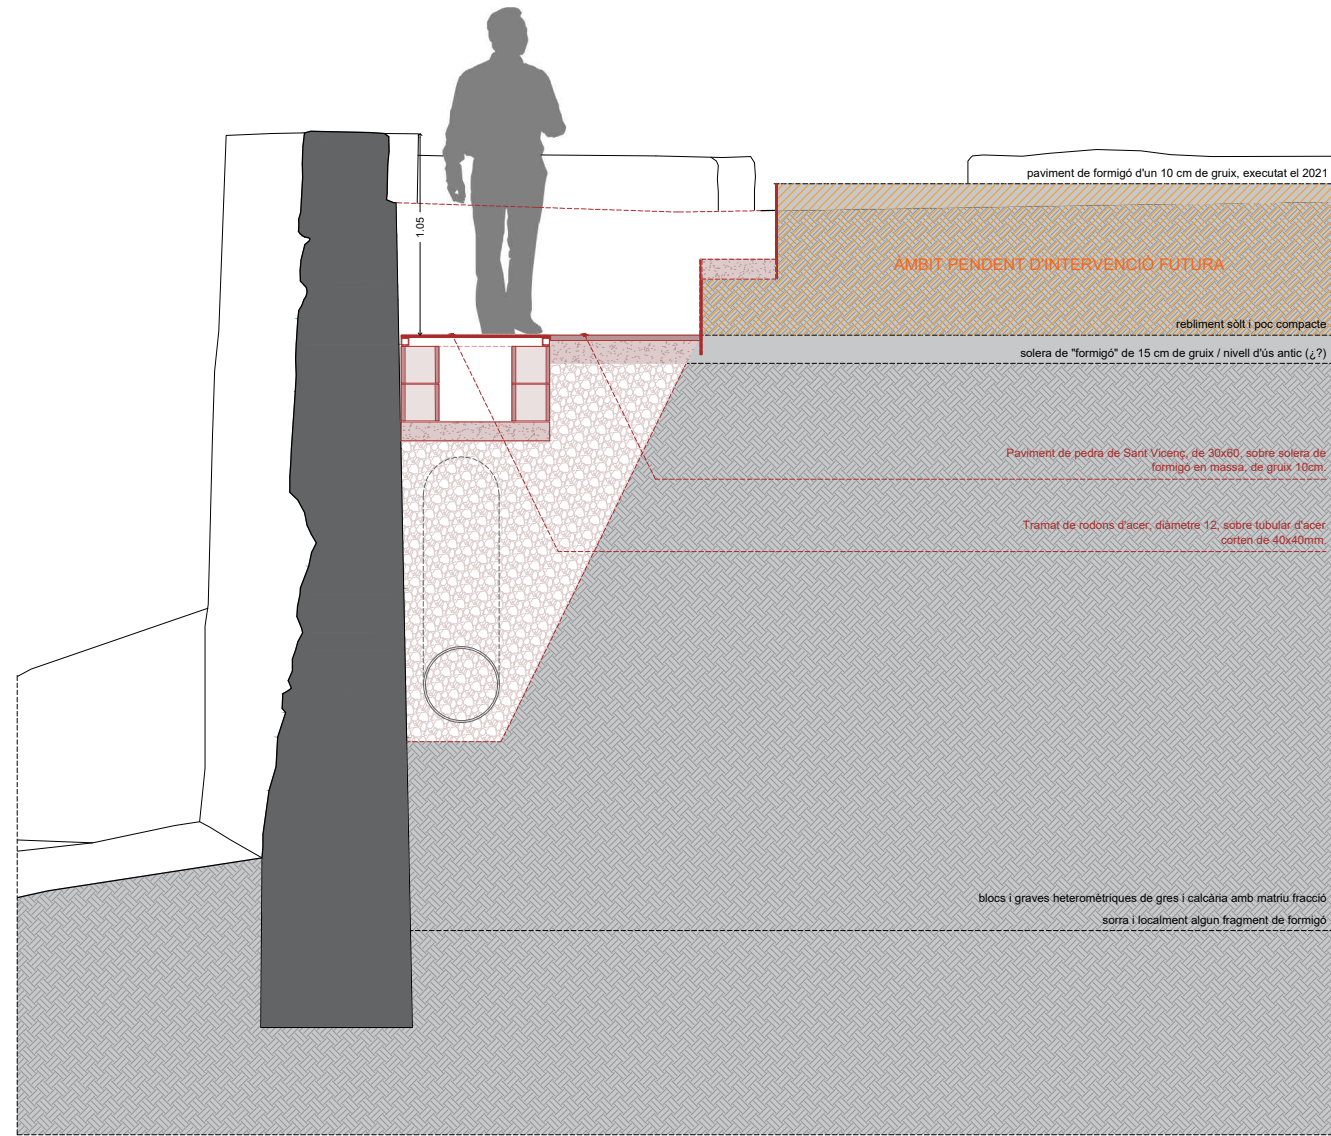 paviment de formigó d'un 10 cm de gruix, executat el 2021
1.05
ÀMBIT PENDENT D'INTERVENCIÓ FUTURA
rebliment sòlt i poc compacte
solera de "formigó" de 15 cm de gruix / nivell d'ús antic (¿?)
Paviment de pedra de Sant Vicenç, de 30x60, sobre solera de
formigó en massa, de gruix 10cm.
Tramat de rodons d'acer, diàmetre 12, sobre tubular d'acer
corten de 40x40mm.
blocs i graves heteromètriques de gres i calcària amb matriu fracció
sorra i localment algun fragment de formigó